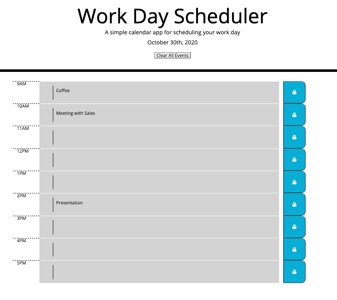 Work Day Scheduler
A simple calendar app for scheduling your work day
October 30th, 2020
Clear All Events
9AM
Coffee
10AM
Meeting with Sales
11AM
12PM
1PM
2PM
Presentation
3PM
4PM
5PM